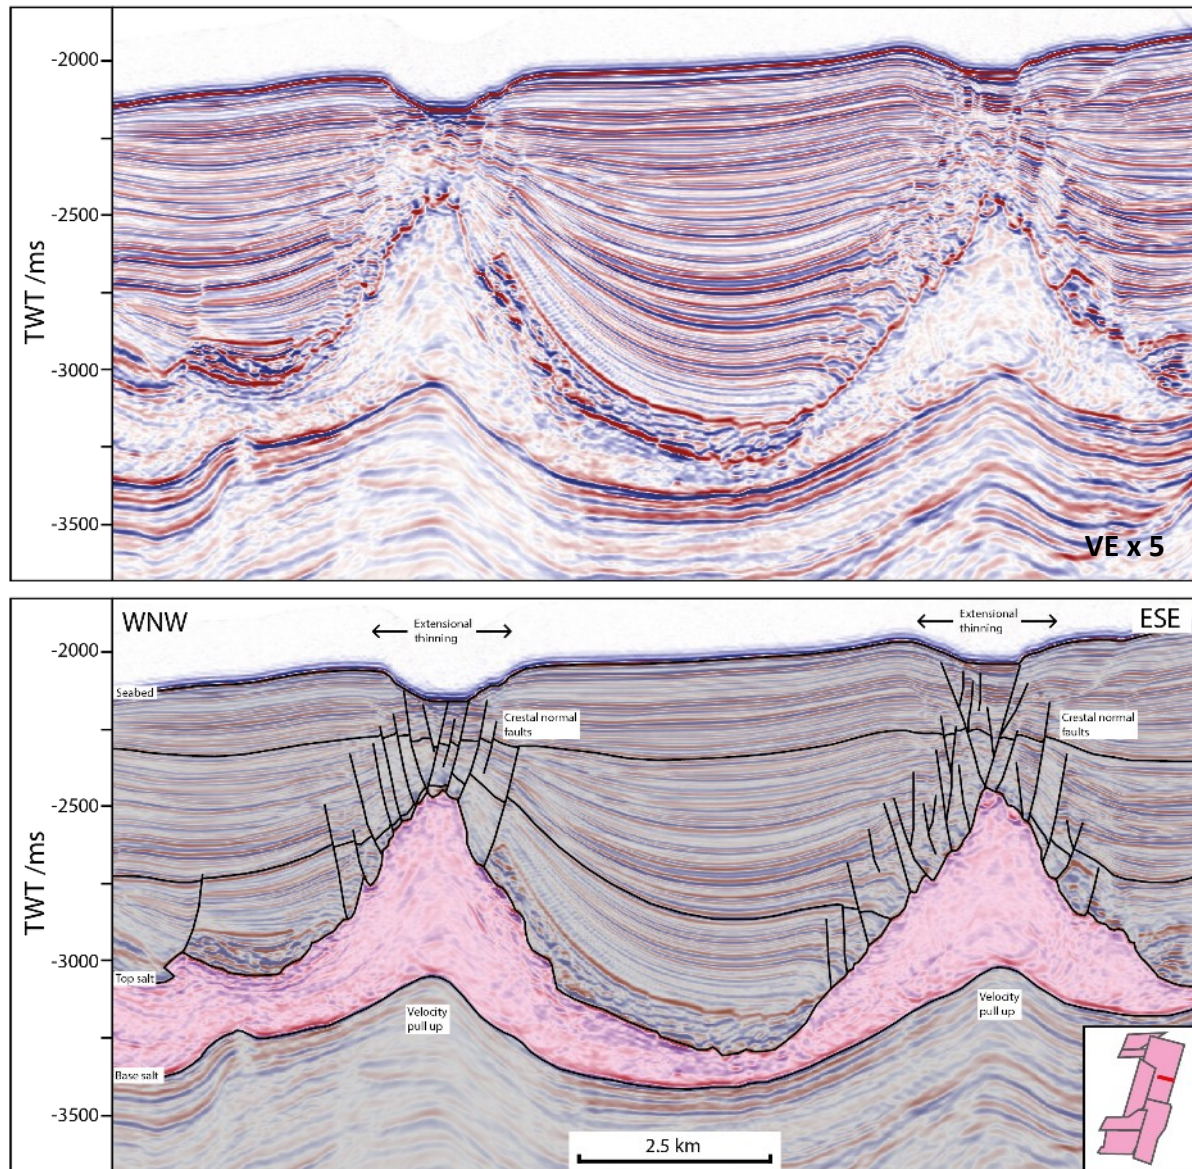 -2000
-2500
-3000
-3500
TWT /ms
VE x 5
WNW
Extensional
thinning
Extensional
thinning
ESE
-2000
Seabed
Crestal normal
faults
Crestal normal
faults
-2500
TWT /ms
-3000
Top salt
Velocity
pull up
Velocity
pull up
Base salt
-3500
2.5 km